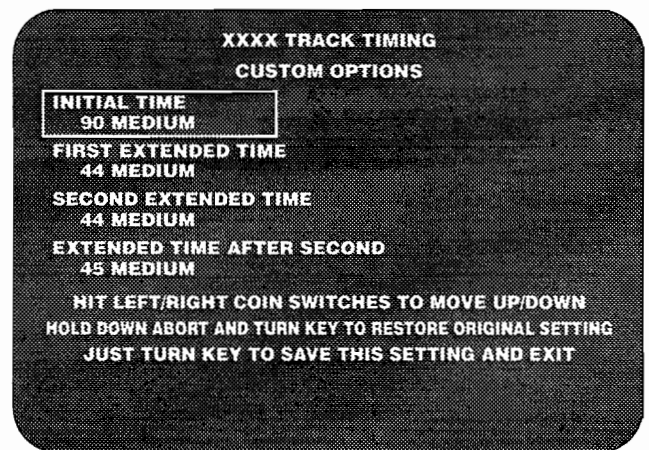 XXXX TRACK TIMING
CUSTOM OPTIONS
INITIAL TIME
90 MEDIUM
FIRST EXTENDED TIME
44 MEDIUM
SECOND EXTENDED TIME
44 MEDIUM
EXTENDED TIME AFTER SECOND
45 MEDIUM
HIT LEFT/RIGHT COIN SWITCHES TO MOVE UP/DOWN
HOLD DOWN ABORT AND TURN KEY TO RESTORE ORIGINAL SETTING
JUST TURN KEY TO SAVE THIS SETTING AND EXIT